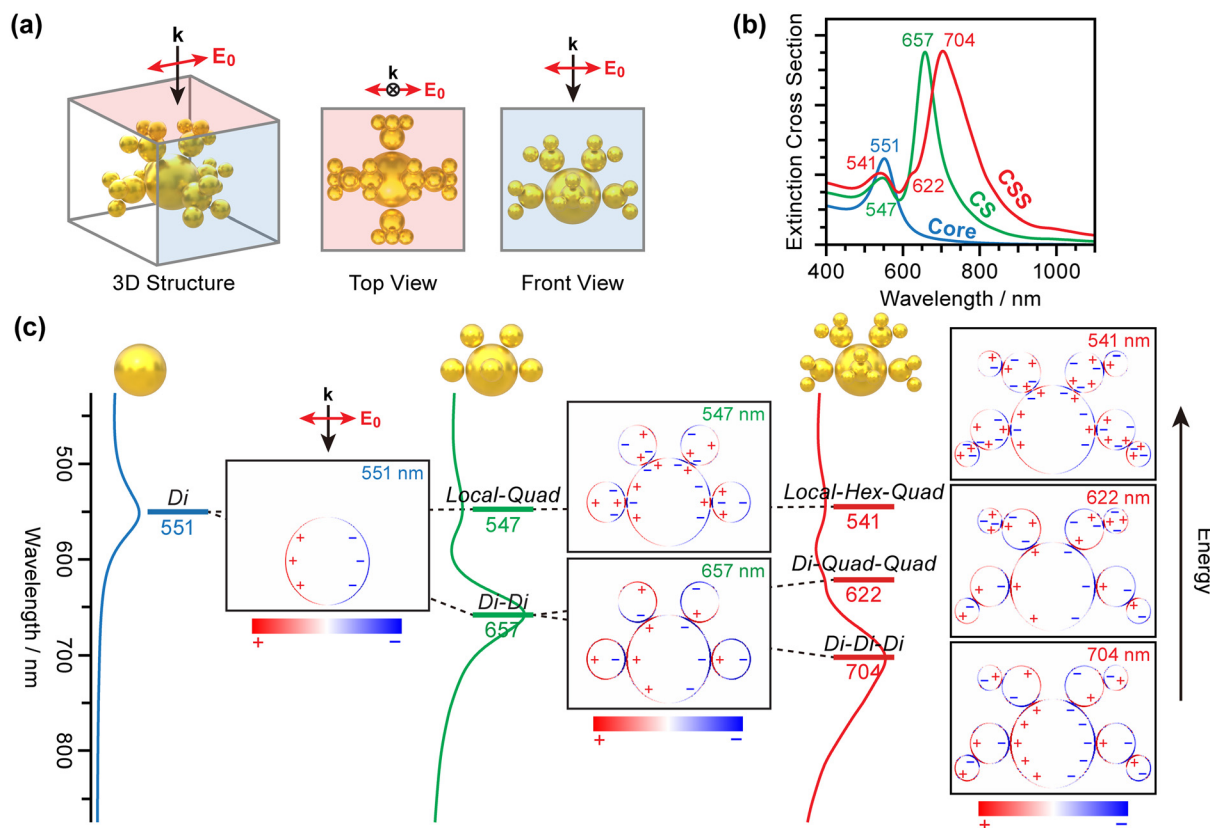 (a)
k
E0
k
E0
k
E0
3D Structure
Top View
Front View
(b)
Extinction Cross Section
657
704
551
541
622
547
CSS
CS
Core
400 600 800 1000
Wavelength / nm
(c)
Wavelength / nm
500
600
700
800
Di
551
k
E0
551 nm
+
+
+
−
−
−
+ −
Local-Quad
547
547 nm
Di-Di
657
657 nm
+ −
Local-Hex-Quad
541
541 nm
Di-Quad-Quad
622
622 nm
Di-Di-Di
704
704 nm
+ −
Energy